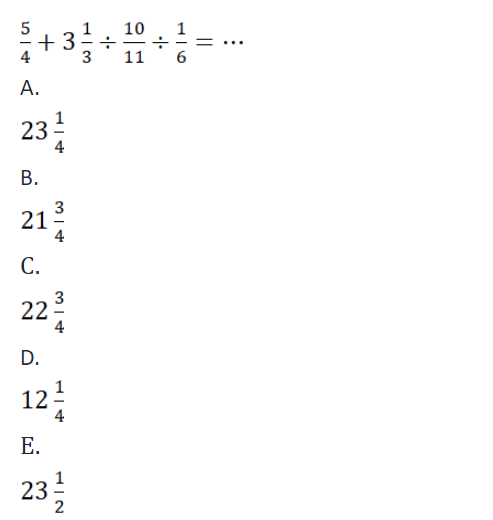 5/4 + 3 1/3 ÷ 10/11 ÷ 1/6 = ⋯
A.
23 1/4
B.
21 3/4
C.
22 3/4
D.
12 1/4
E.
23 1/2